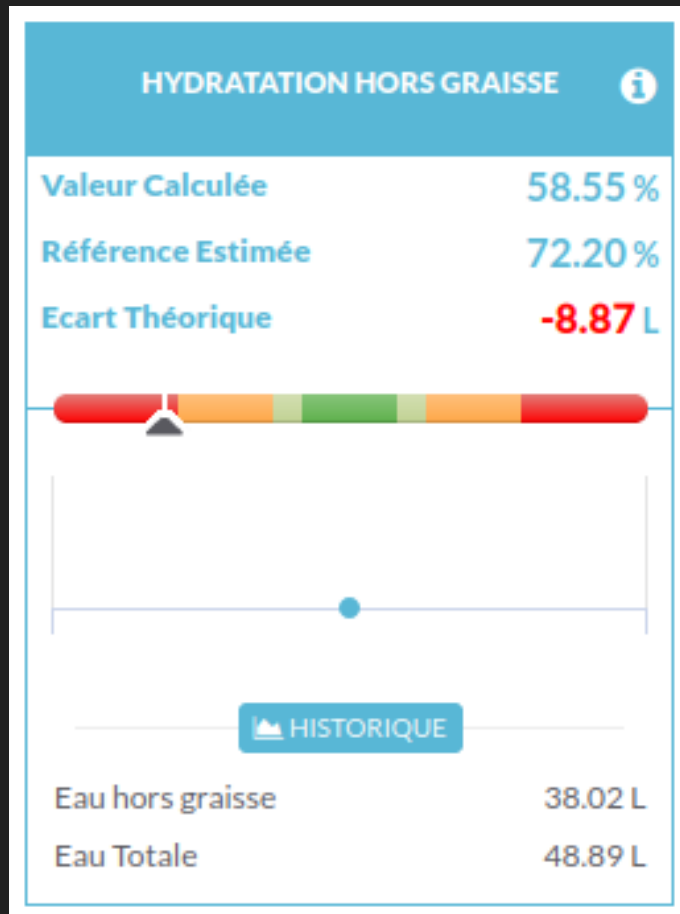 HYDRATATION HORS GRAISSE
Valeur Calculée 58.55 %
Référence Estimée 72.20 %
Ecart Théorique -8.87 L
HISTORIQUE
Eau hors graisse 38.02 L
Eau Totale 48.89 L